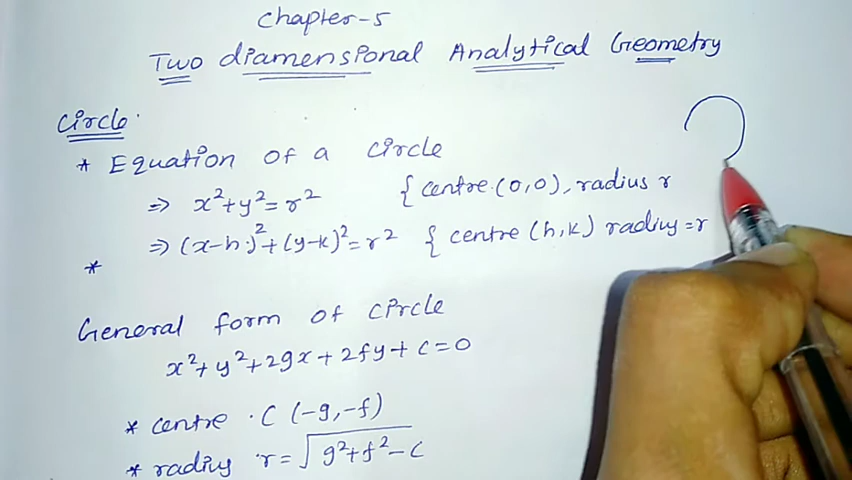 Chapter-5
Two diamensional Analytical Geometry
Circle.
* Equation of a circle
⇒ x²+y²=r² { centre.(0,0), radius r
⇒ (x-h.)²+(y-k)²=r² { centre (h,k) radius=r
*
General form of circle
x²+y²+2gx+2fy+c=0
* centre .C (-g,-f)
* radius r=√g²+f²-c